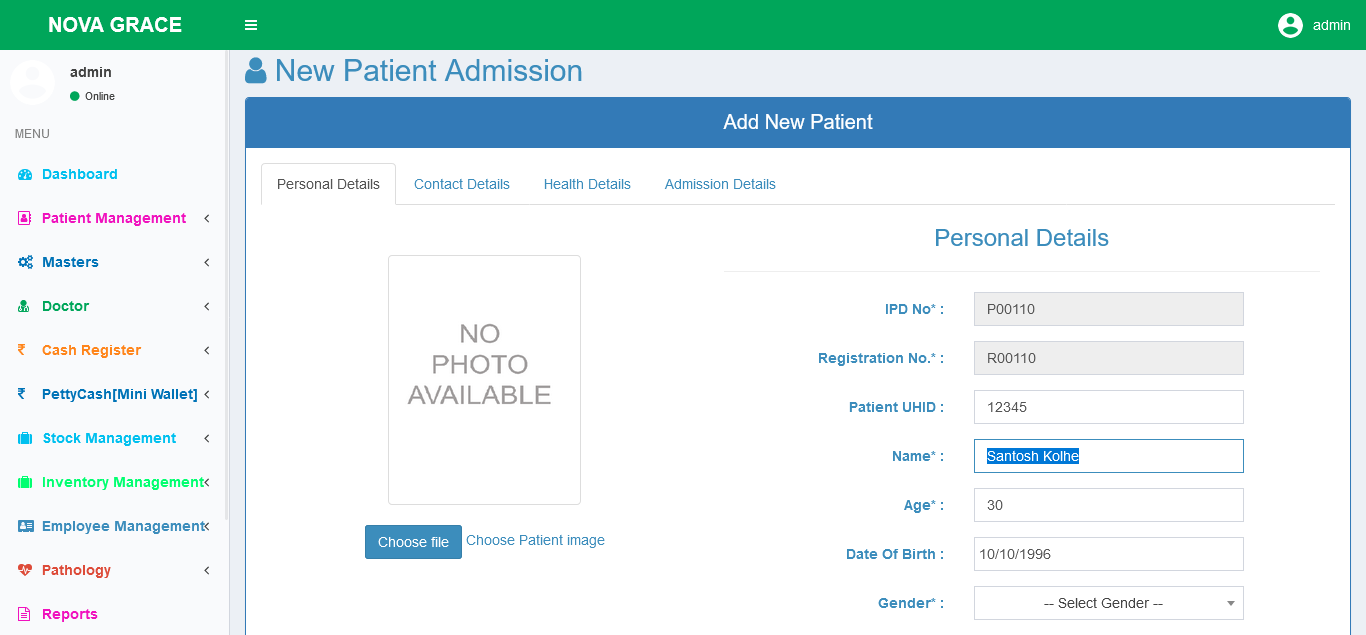 NOVA GRACE
admin
admin
Online
MENU
Dashboard
Patient Management
Masters
Doctor
Cash Register
PettyCash[Mini Wallet]
Stock Management
Inventory Management
Employee Management
Pathology
Reports
New Patient Admission
Add New Patient
Personal Details Contact Details Health Details Admission Details
NO
PHOTO
AVAILABLE
Choose file Choose Patient image
Personal Details
IPD No* : P00110
Registration No.* : R00110
Patient UHID : 12345
Name* : Santosh Kolhe
Age* : 30
Date Of Birth : 10/10/1996
Gender* : -- Select Gender --